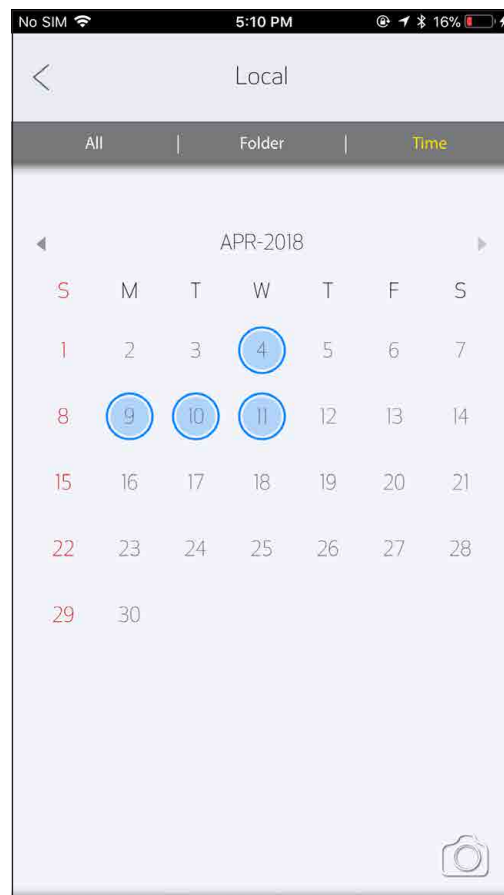 No SIM 5:10 PM 16%
Local
All | Folder | Time
APR-2018
S M T W T F S
1 2 3 4 5 6 7
8 9 10 11 12 13 14
15 16 17 18 19 20 21
22 23 24 25 26 27 28
29 30